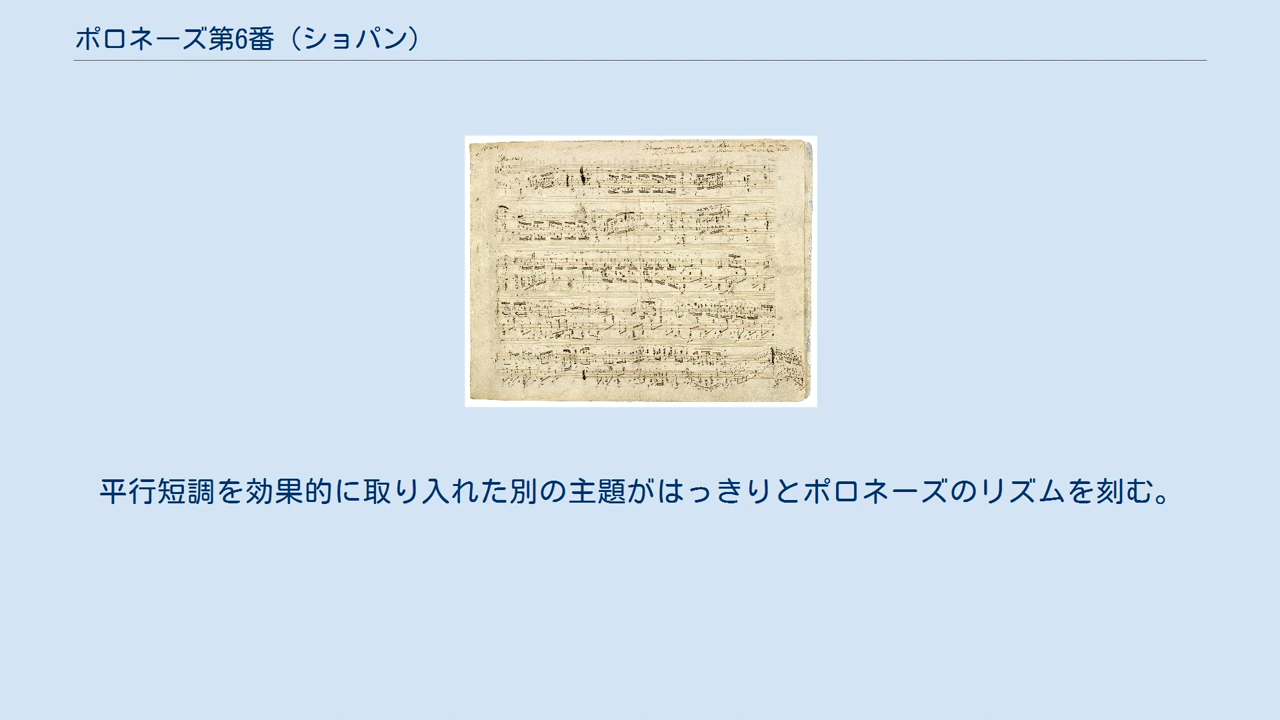 ポロネーズ第6番（ショパン）
平行短調を効果的に取り入れた別の主題がはっきりとポロネーズのリズムを刻む。